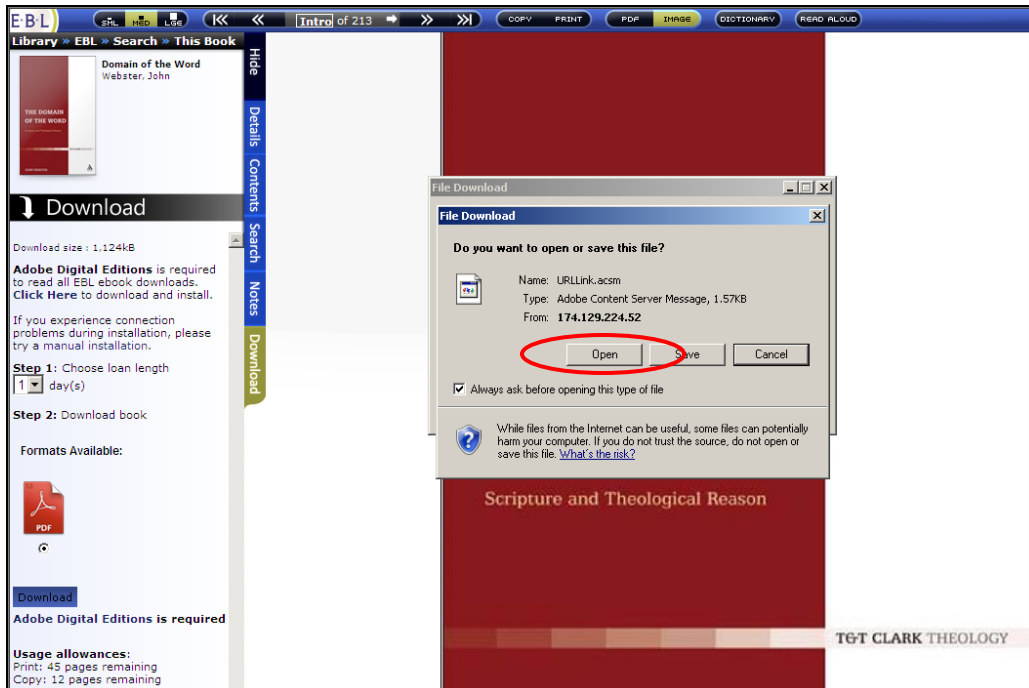 E·B·L
SML MED LGE
Intro of 213
COPY PRINT
PDF IMAGE
DICTIONARY
READ ALOUD
Library » EBL » Search » This Book
Domain of the Word
Webster, John
THE DOMAIN
OF THE WORD
Hide
Details
Contents
Search
Notes
Download
Download
Download size : 1,124kB
Adobe Digital Editions is required
to read all EBL ebook downloads.
Click Here to download and install.
If you experience connection
problems during installation, please
try a manual installation.
Step 1: Choose loan length
1 day(s)
Step 2: Download book
Formats Available:
PDF
Download
Adobe Digital Editions is required
Usage allowances:
Print: 45 pages remaining
Copy: 12 pages remaining
File Download
File Download
Do you want to open or save this file?
Name: URLLink.acsm
Type: Adobe Content Server Message, 1.57KB
From: 174.129.224.52
Open Save Cancel
Always ask before opening this type of file
While files from the Internet can be useful, some files can potentially
harm your computer. If you do not trust the source, do not open or
save this file. What's the risk?
Scripture and Theological Reason
T&T CLARK THEOLOGY